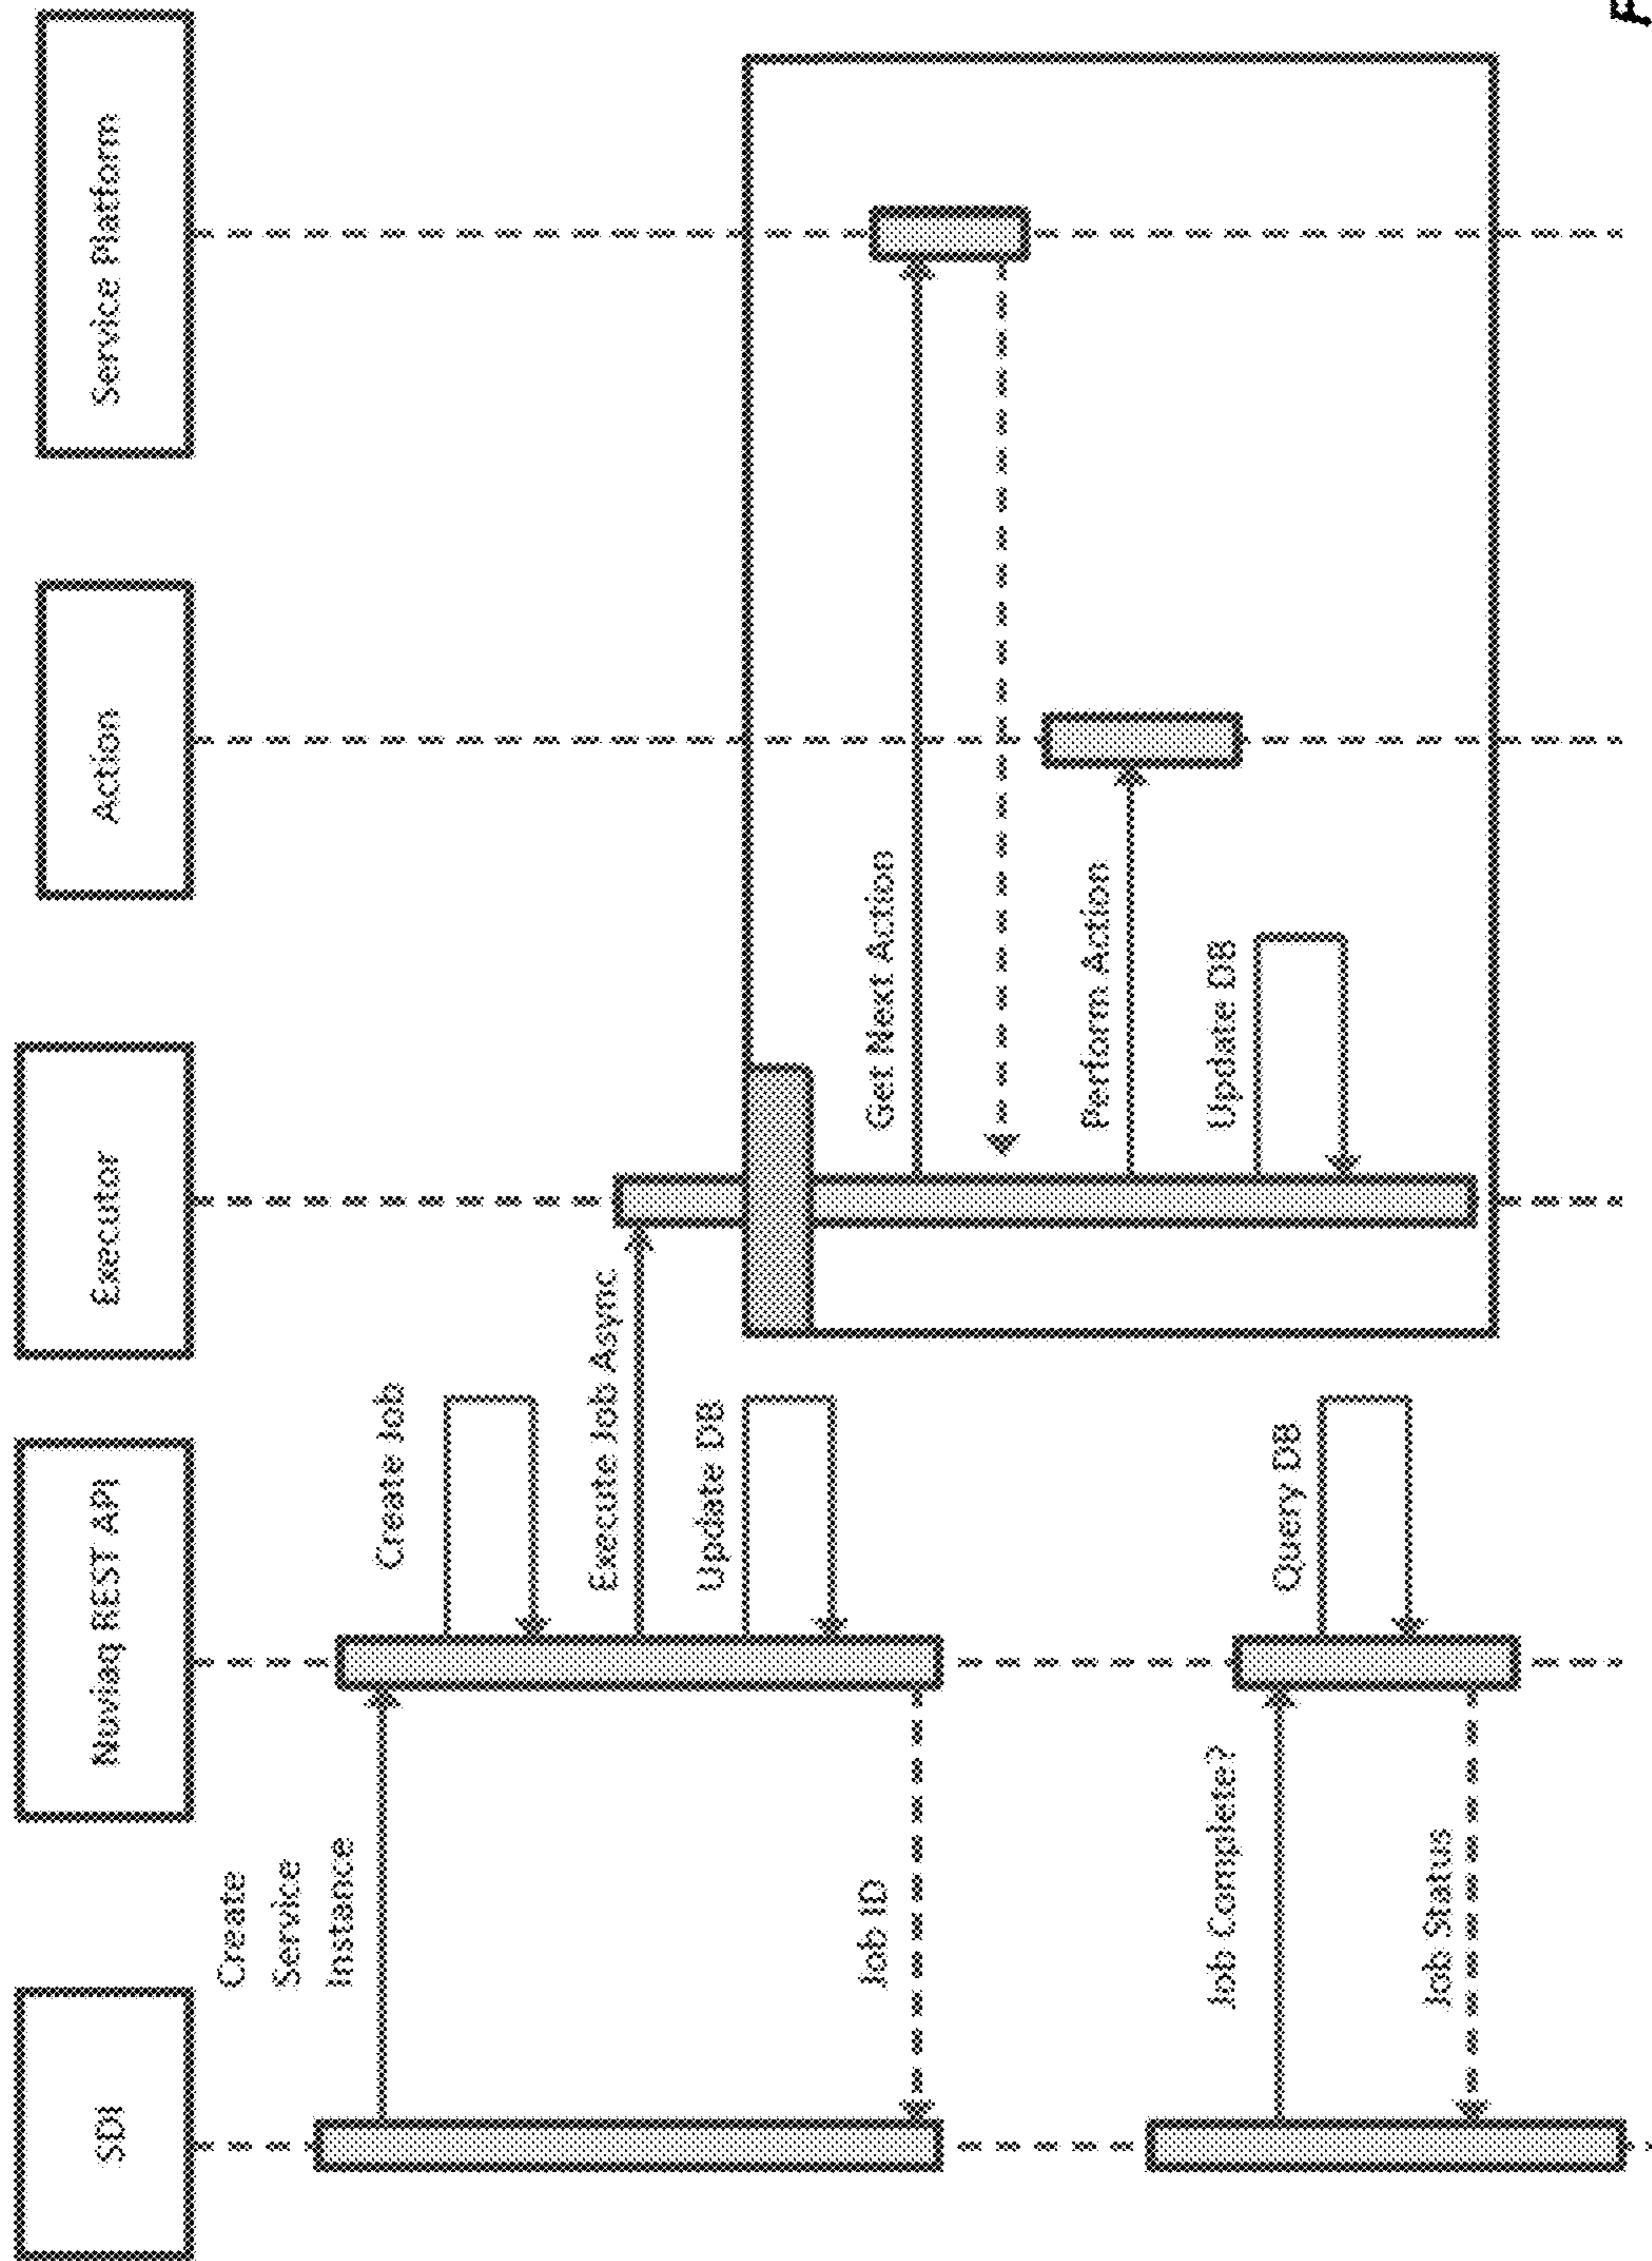 SDI
Nuviaq REST API
Executor
Action
Service Platform
Create
Service
Instance
Create Job
Execute Job Async
Update DB
Job ID
Get Next Action
Perform Action
Update DB
Job Complete?
Query DB
Job Status